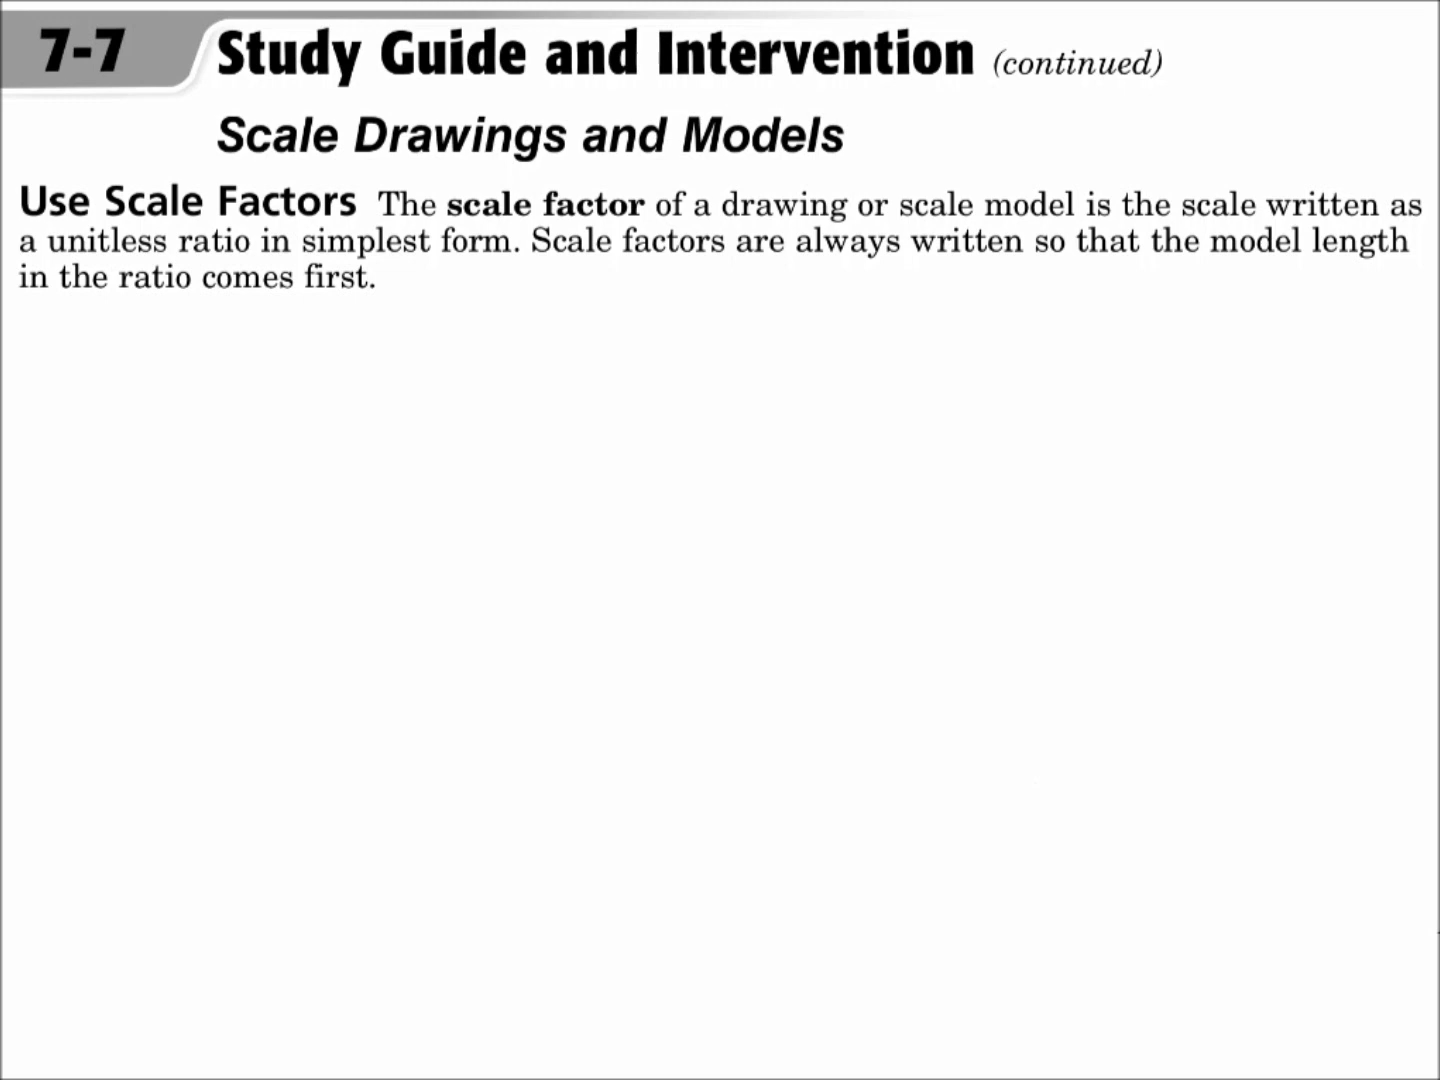 7-7 Study Guide and Intervention (continued)
Scale Drawings and Models
Use Scale Factors The scale factor of a drawing or scale model is the scale written as
a unitless ratio in simplest form. Scale factors are always written so that the model length
in the ratio comes first.